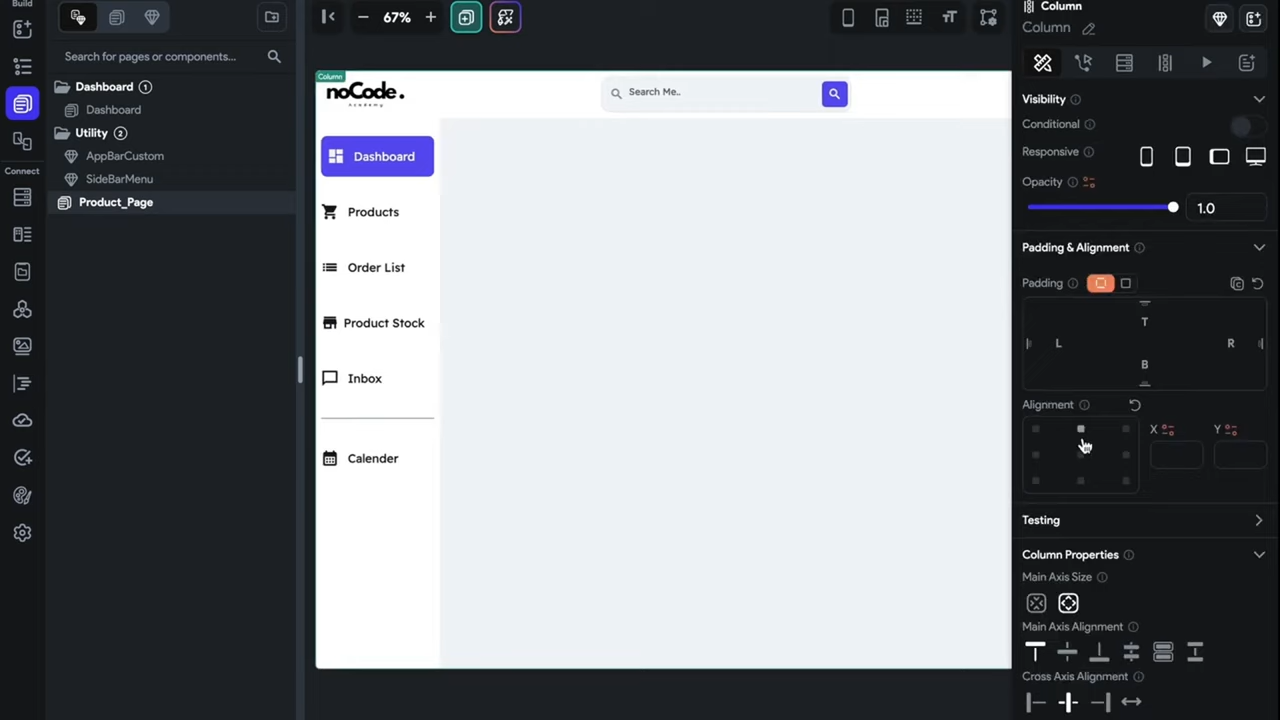 Build
67%
Search for pages or components...
Dashboard 1
Dashboard
Utility 2
AppBarCustom
SideBarMenu
Product_Page
Connect
Column
noCode.
Academy
Search Me..
Dashboard
Products
Order List
Product Stock
Inbox
Calender
Column
Column
Visibility
Conditional
Responsive
Opacity
1.0
Padding & Alignment
Padding
T
L
R
B
Alignment
X
Y
Testing
Column Properties
Main Axis Size
Main Axis Alignment
Cross Axis Alignment